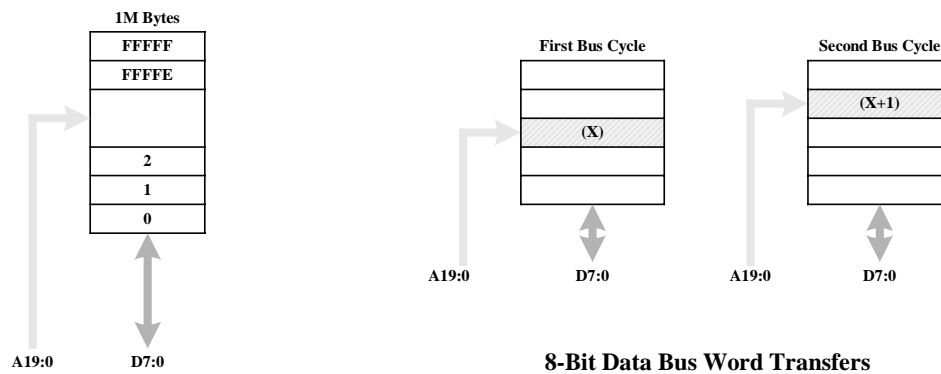 1M Bytes
FFFFF
FFFFE
2
1
0
A19:0
D7:0
First Bus Cycle
(X)
A19:0
D7:0
Second Bus Cycle
(X+1)
A19:0
D7:0
8-Bit Data Bus Word Transfers